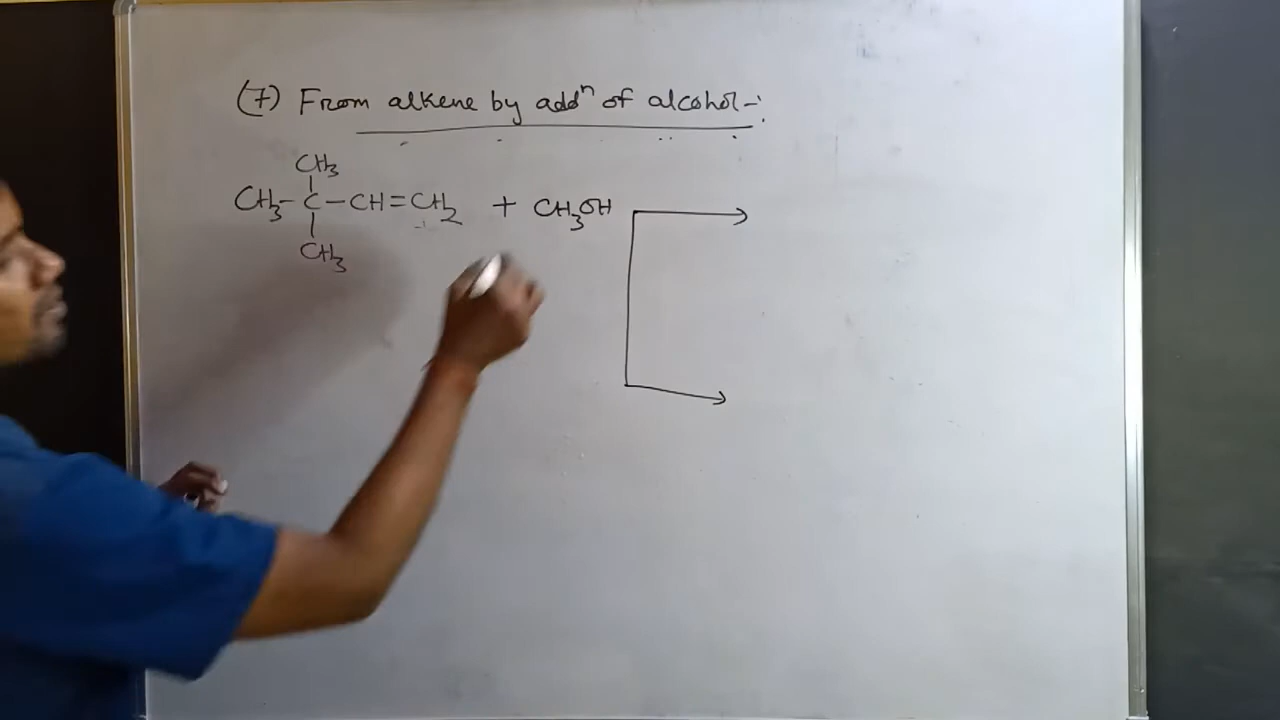 (7) From alkene by addⁿ of alcohol-:
CH₃
CH₃-C-CH=CH₂ + CH₃OH
CH₃